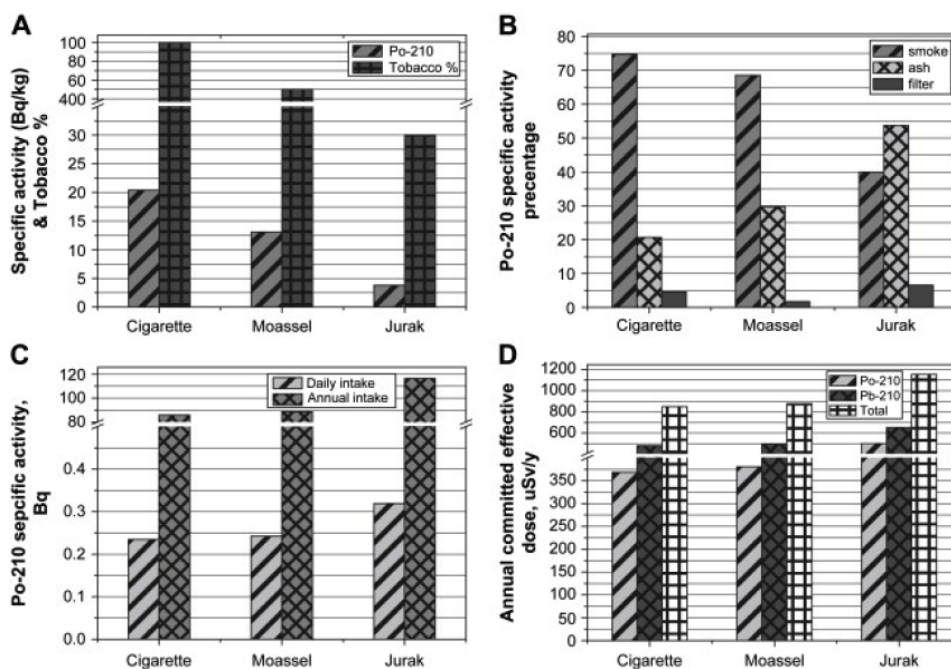 A
Specific activity (Bq/kg)
& Tobacco %
100
80
60
400
30
25
20
15
10
5
0
Po-210
Tobacco %
Cigarette
Moassel
Jurak
B
Po-210 specific activity
precentage
80
70
60
50
40
30
20
10
0
smoke
ash
filter
Cigarette
Moassel
Jurak
C
Po-210 sepcific activity,
Bq
120
100
80
0.4
0.3
0.2
0.1
0.0
Daily intake
Annual intake
Cigarette
Moassel
Jurak
D
Annual committed effective
dose, uSv/y
1200
1000
800
600
350
300
250
200
150
100
50
0
Po-210
Pb-210
Total
Cigarette
Moassel
Jurak